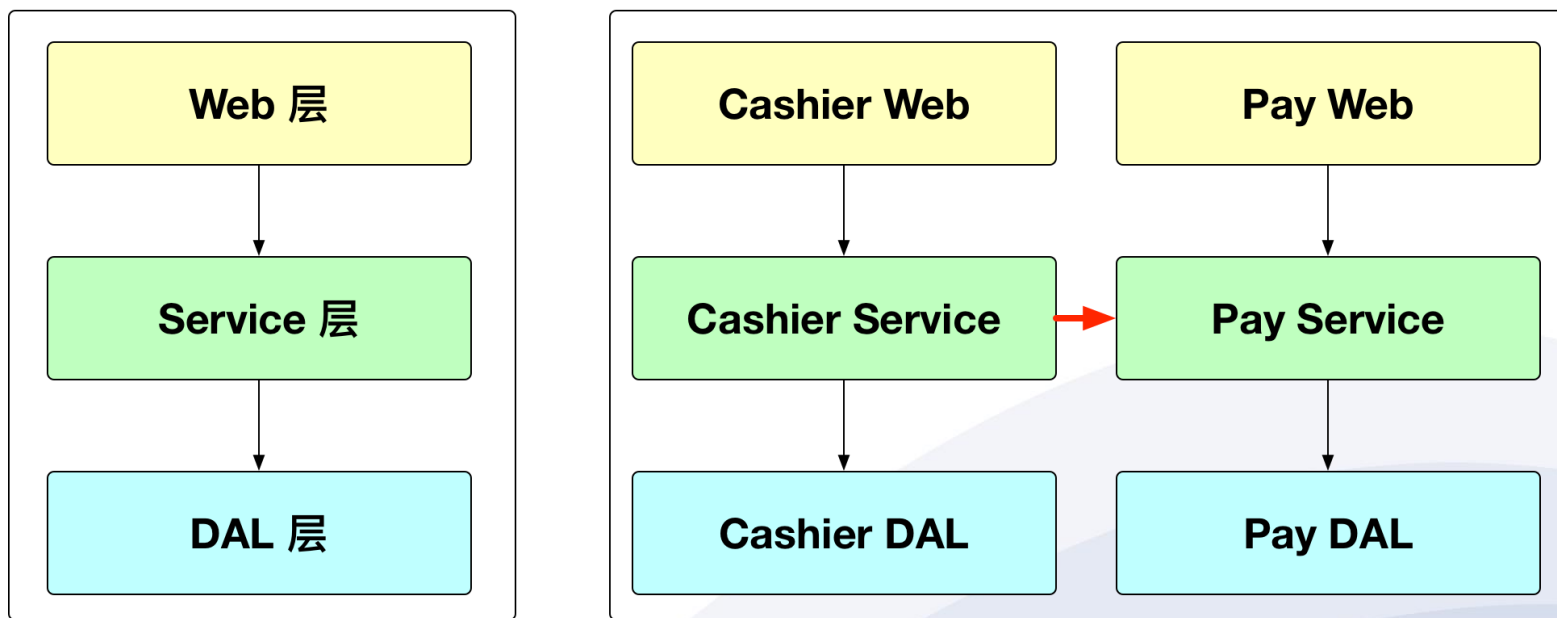 Web 层
Service 层
DAL 层
Cashier Web
Pay Web
Cashier Service
Pay Service
Cashier DAL
Pay DAL